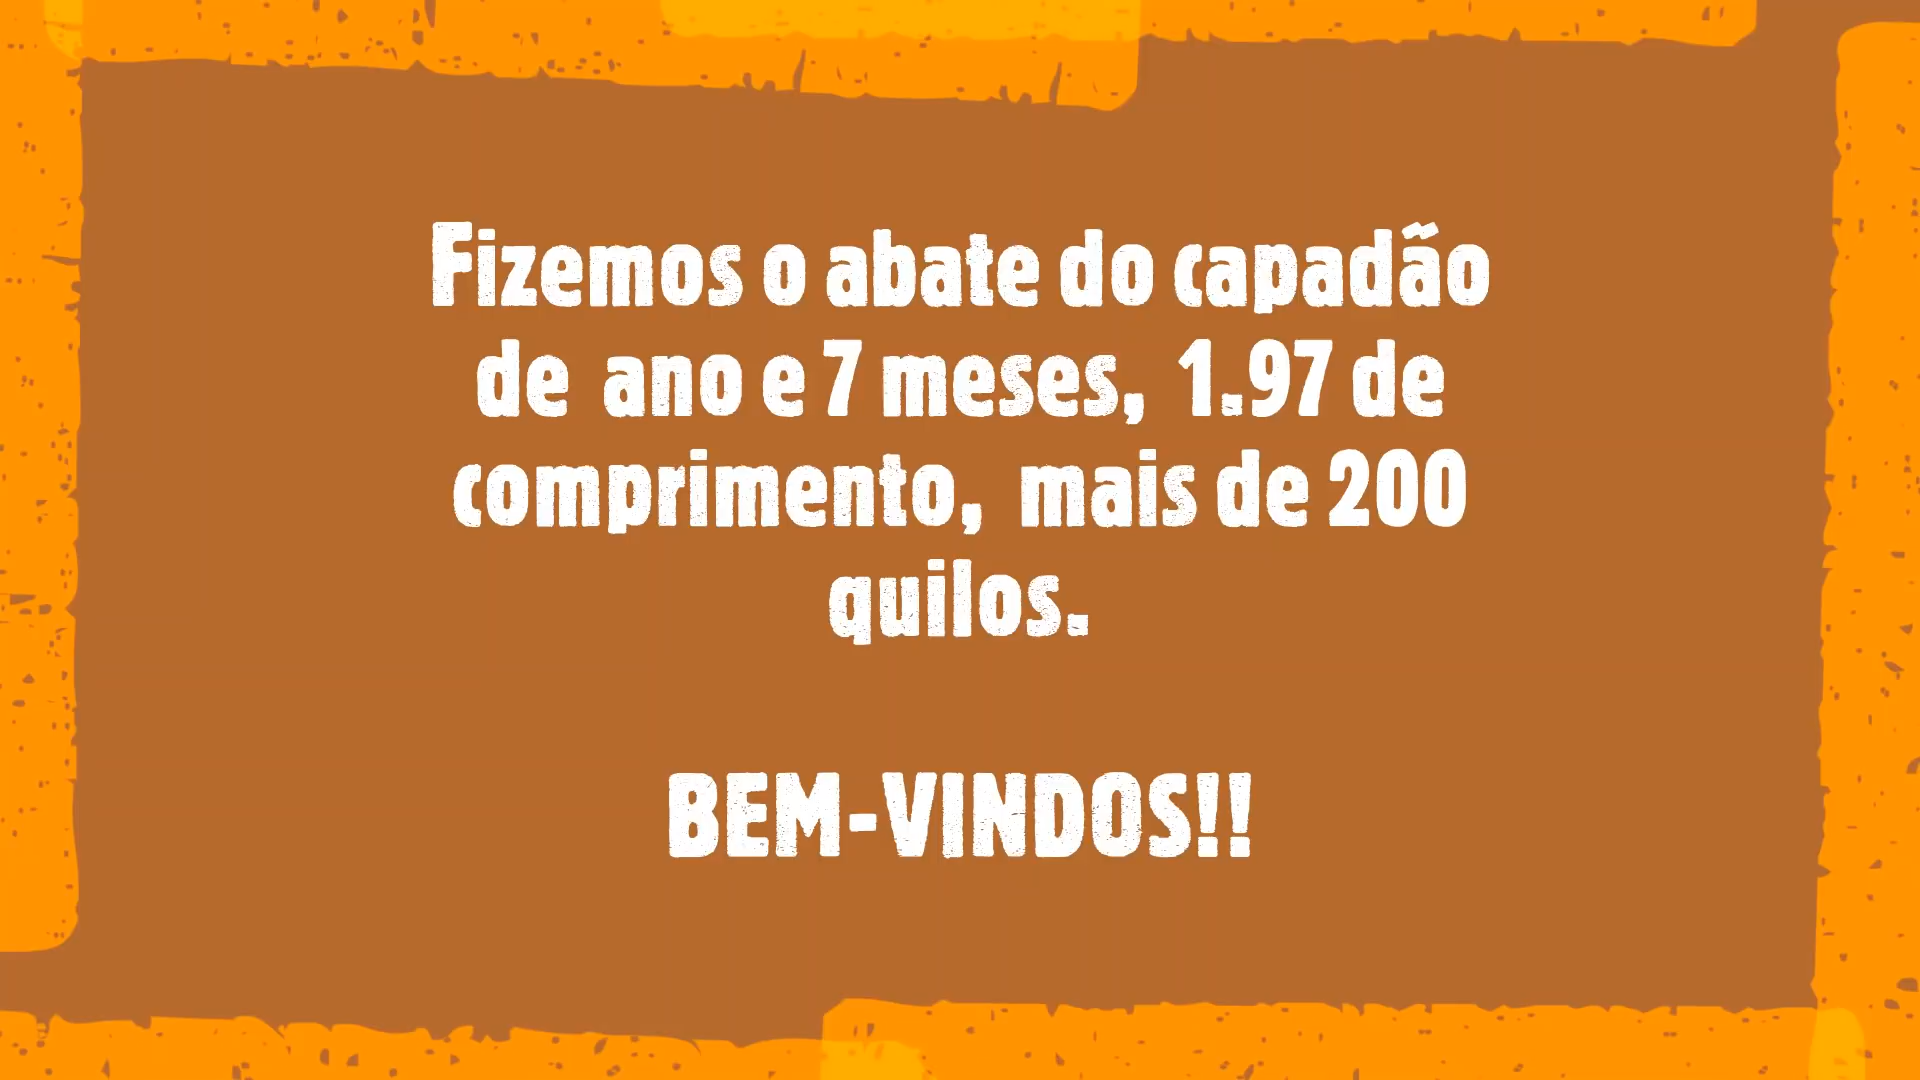 Fizemos o abate do capadão
de ano e 7 meses, 1.97 de
comprimento, mais de 200
quilos.
BEM-VINDOS!!